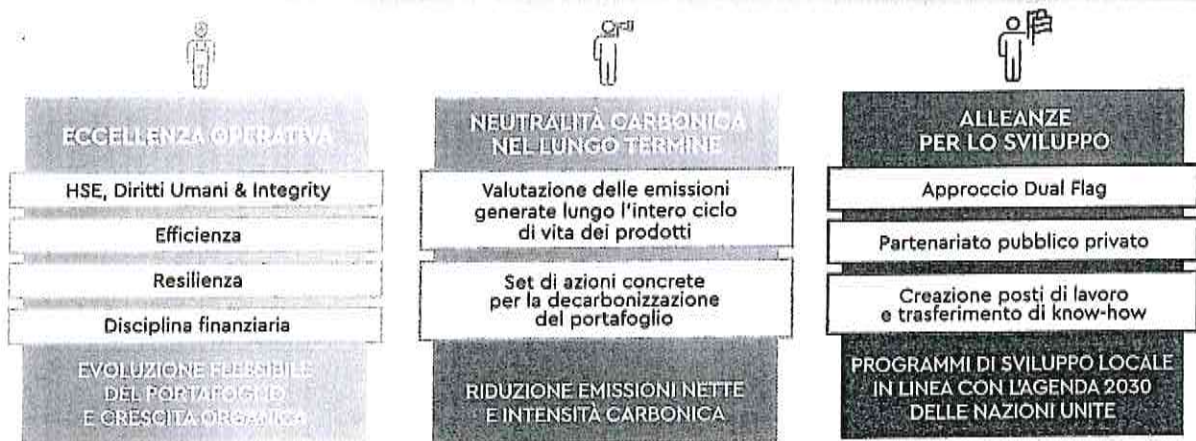 ECCELLENZA OPERATIVA
HSE, Diritti Umani & Integrity
Efficienza
Resilienza
Disciplina finanziaria
EVOLUZIONE FLESSIBILE
DEL PORTAFOGLIO
E CRESCITA ORGANICA
NEUTRALITÀ CARBONICA
NEL LUNGO TERMINE
Valutazione delle emissioni
generate lungo l'intero ciclo
di vita dei prodotti
Set di azioni concrete
per la decarbonizzazione
del portafoglio
RIDUZIONE EMISSIONI NETTE
E INTENSITÀ CARBONICA
ALLEANZE
PER LO SVILUPPO
Approccio Dual Flag
Partenariato pubblico privato
Creazione posti di lavoro
e trasferimento di know-how
PROGRAMMI DI SVILUPPO LOCALE
IN LINEA CON L'AGENDA 2030
DELLE NAZIONI UNITE